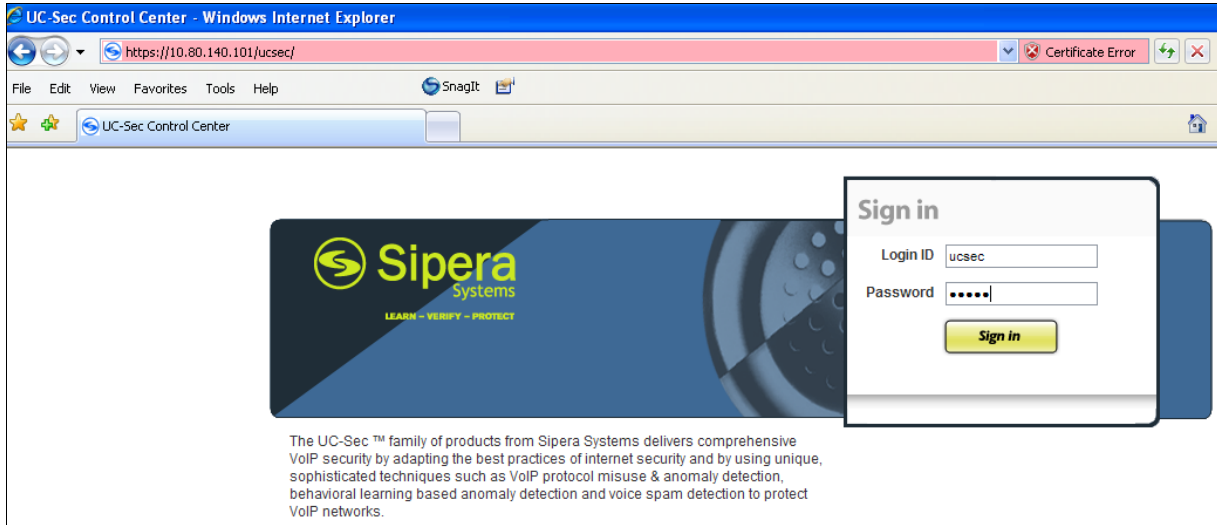 UC-Sec Control Center - Windows Internet Explorer
https://10.80.140.101/ucsec/
Certificate Error
File Edit View Favorites Tools Help
SnagIt
UC-Sec Control Center
Sign in
Login ID ucsec
Password •••••
Sign in
Sipera
Systems
LEARN – VERIFY – PROTECT
The UC-Sec ™ family of products from Sipera Systems delivers comprehensive
VoIP security by adapting the best practices of internet security and by using unique,
sophisticated techniques such as VoIP protocol misuse & anomaly detection,
behavioral learning based anomaly detection and voice spam detection to protect
VoIP networks.